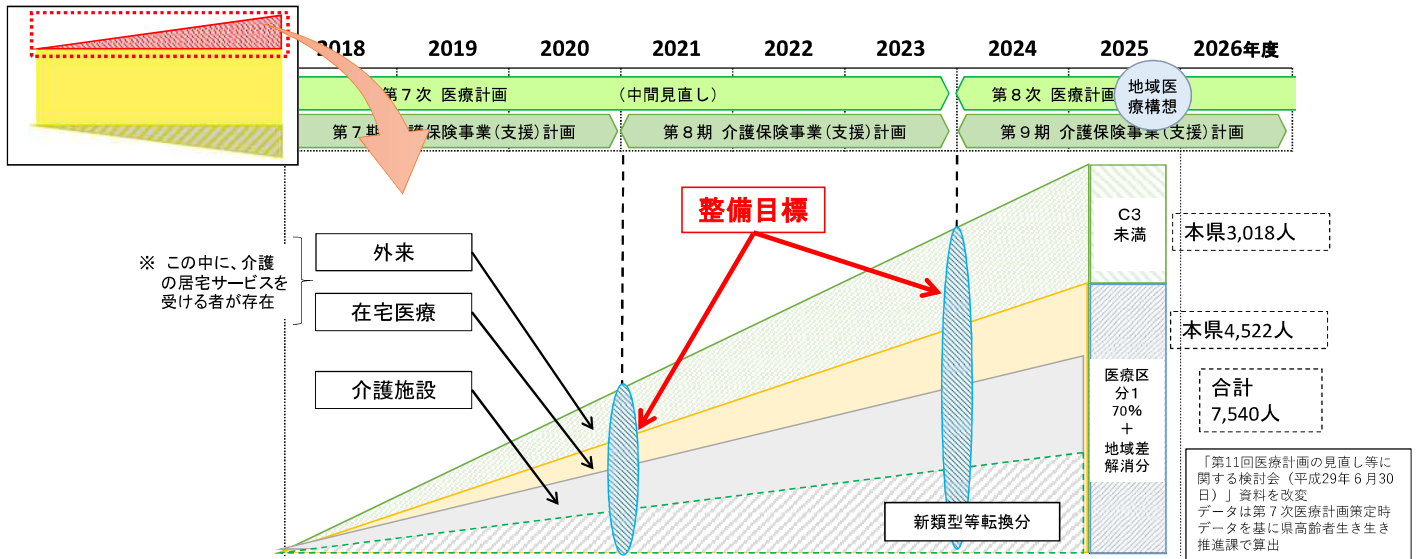 2018 2019 2020 2021 2022 2023 2024 2025 2026年度
第7次 医療計画 (中間見直し) 第8次 医療計画
地域医
療構想
第7期 介護保険事業(支援)計画 第8期 介護保険事業(支援)計画 第9期 介護保険事業(支援)計画
整備目標
C3
未満
本県3,018人
※ この中に、介護
の居宅サービスを
受ける者が存在
外来
在宅医療
介護施設
本県4,522人
医療区
分1
70%
+
地域差
解消分
合計
7,540人
新類型等転換分
「第11回医療計画の見直し等に
関する検討会(平成29年6月30
日)」資料を改変
データは第7次医療計画策定時
データを基に県高齢者生き生き
推進課で算出